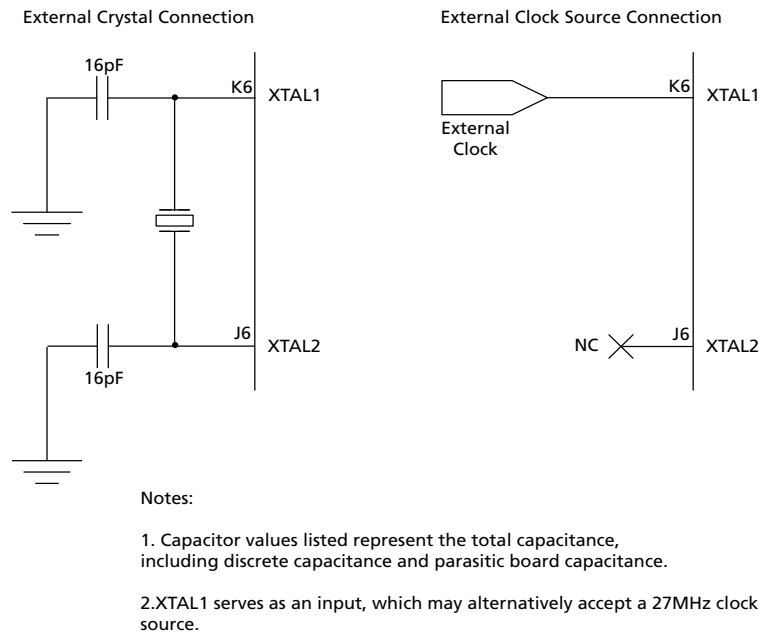 External Crystal Connection
External Clock Source Connection
16pF
K6
XTAL1
J6
XTAL2
16pF
K6
XTAL1
External
Clock
NC
J6
XTAL2
Notes:
1. Capacitor values listed represent the total capacitance,
including discrete capacitance and parasitic board capacitance.
2.XTAL1 serves as an input, which may alternatively accept a 27MHz clock
source.